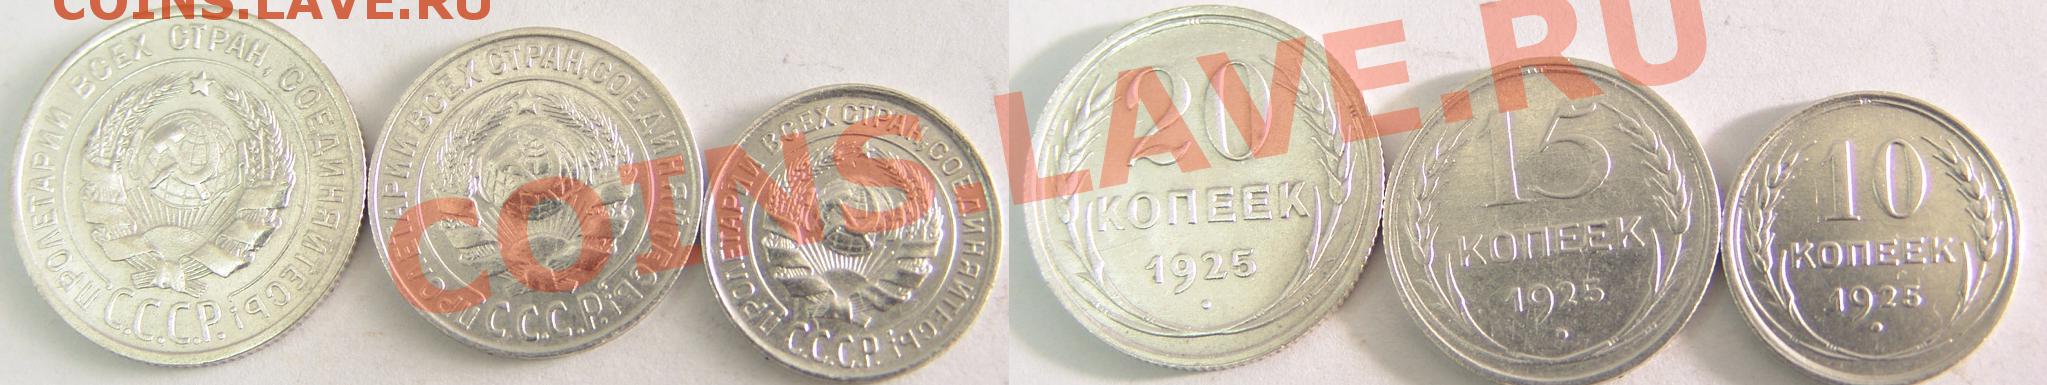 COINS.LAVE.RU
ПРОЛЕТАРИИ ВСЕХ СТРАН, СОЕДИНЯЙТЕСЬ!
С.С.С.Р.
ПРОЛЕТАРИИ ВСЕХ СТРАН, СОЕДИНЯЙТЕСЬ!
С.С.С.Р.
ПРОЛЕТАРИИ ВСЕХ СТРАН, СОЕДИНЯЙТЕСЬ!
С.С.С.Р.
COINS.LAVE.RU
20
КОПЕЕК
1925
15
КОПЕЕК
1925
10
КОПЕЕК
1925